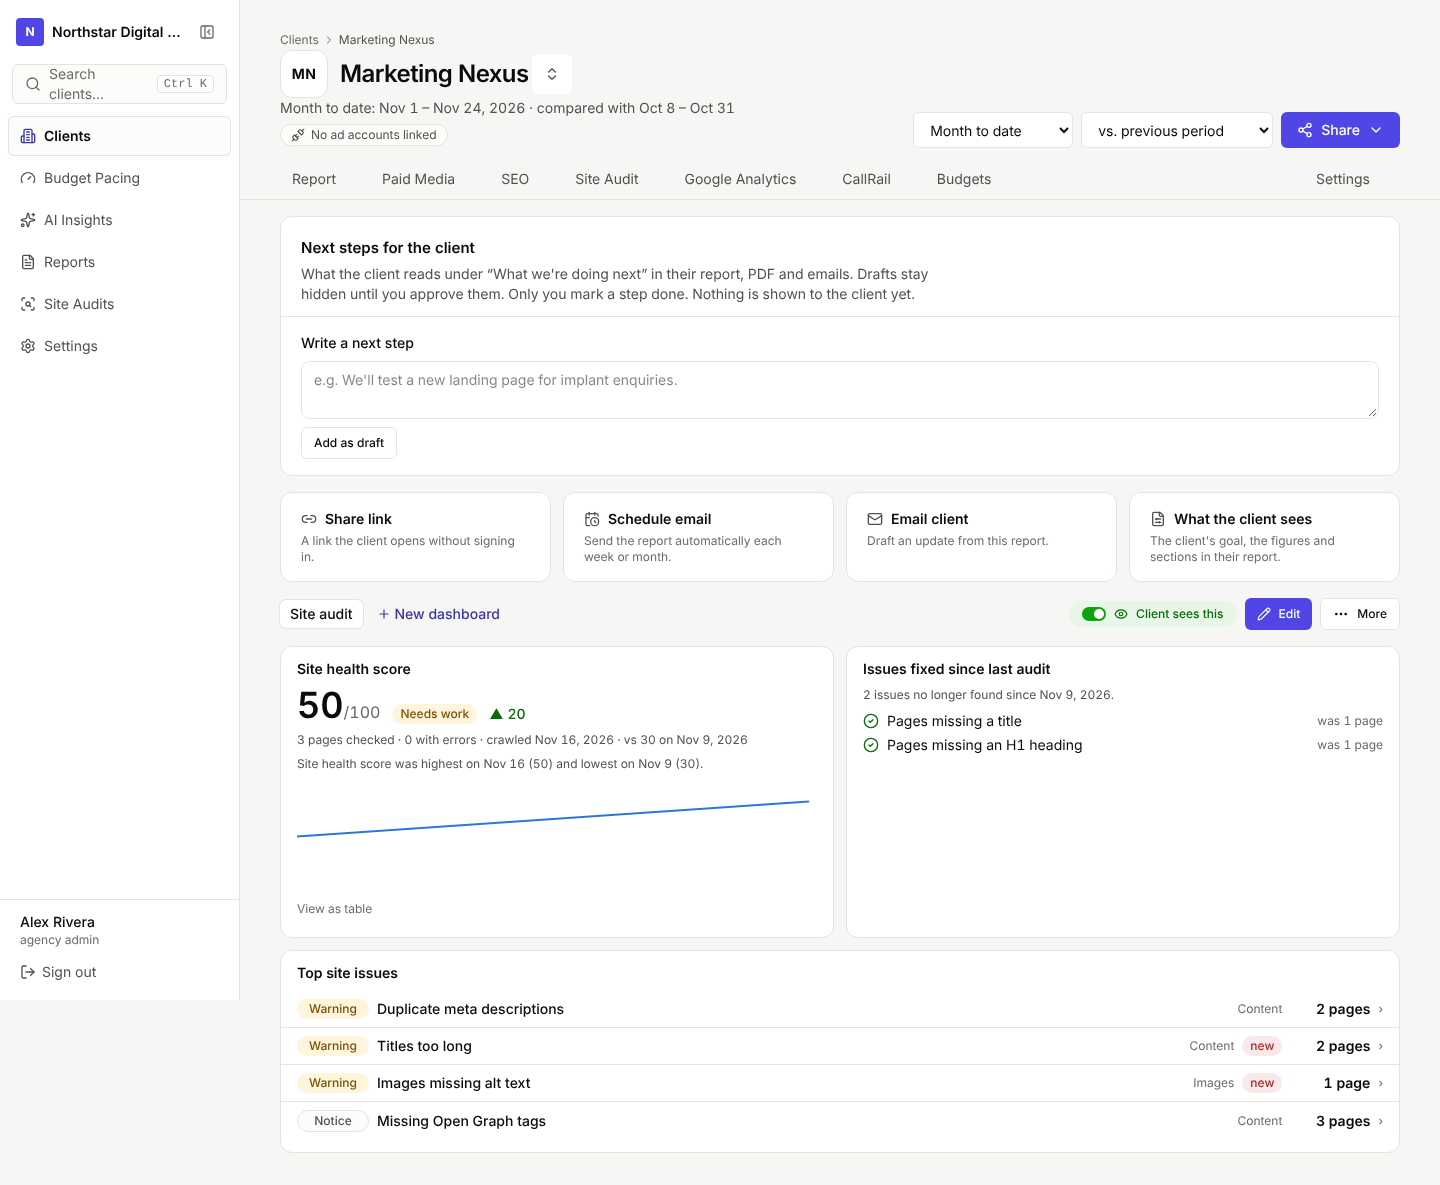 N Northstar Digital ...
Search clients...
Ctrl K
Clients
Budget Pacing
AI Insights
Reports
Site Audits
Settings
Alex Rivera
agency admin
Sign out
Clients > Marketing Nexus
MN Marketing Nexus
Month to date: Nov 1 – Nov 24, 2026 · compared with Oct 8 – Oct 31
No ad accounts linked
Month to date
vs. previous period
Share
Report Paid Media SEO Site Audit Google Analytics CallRail Budgets Settings
Next steps for the client
What the client reads under “What we're doing next” in their report, PDF and emails. Drafts stay
hidden until you approve them. Only you mark a step done. Nothing is shown to the client yet.
Write a next step
e.g. We'll test a new landing page for implant enquiries.
Add as draft
Share link
A link the client opens without signing
in.
Schedule email
Send the report automatically each
week or month.
Email client
Draft an update from this report.
What the client sees
The client's goal, the figures and
sections in their report.
Site audit + New dashboard
Client sees this
Edit
More
Site health score
50/100 Needs work ▲ 20
3 pages checked · 0 with errors · crawled Nov 16, 2026 · vs 30 on Nov 9, 2026
Site health score was highest on Nov 16 (50) and lowest on Nov 9 (30).
View as table
Issues fixed since last audit
2 issues no longer found since Nov 9, 2026.
Pages missing a title was 1 page
Pages missing an H1 heading was 1 page
Top site issues
Warning Duplicate meta descriptions Content 2 pages ›
Warning Titles too long Content new 2 pages ›
Warning Images missing alt text Images new 1 page ›
Notice Missing Open Graph tags Content 3 pages ›